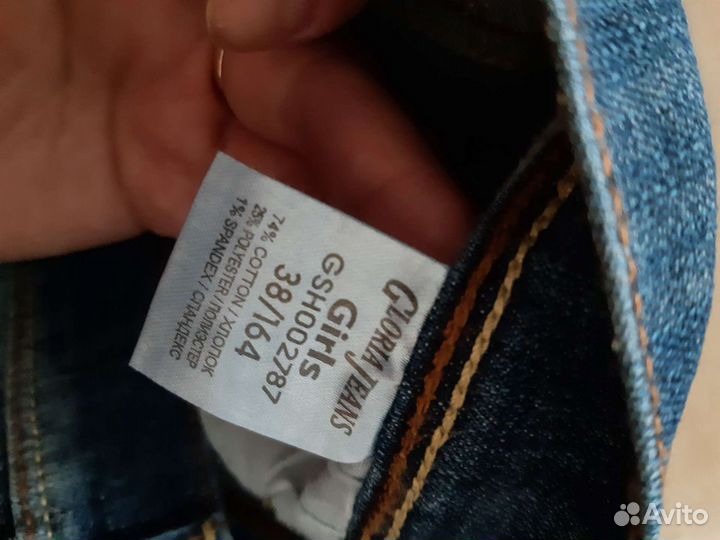 GLORIA JEANS
Girls
GSH002787
38/164
74% COTTON / ХЛОПОК
25% POLYESTER / ПОЛИЭСТЕР
1% SPANDEX / СПАНДЕКС
Avito